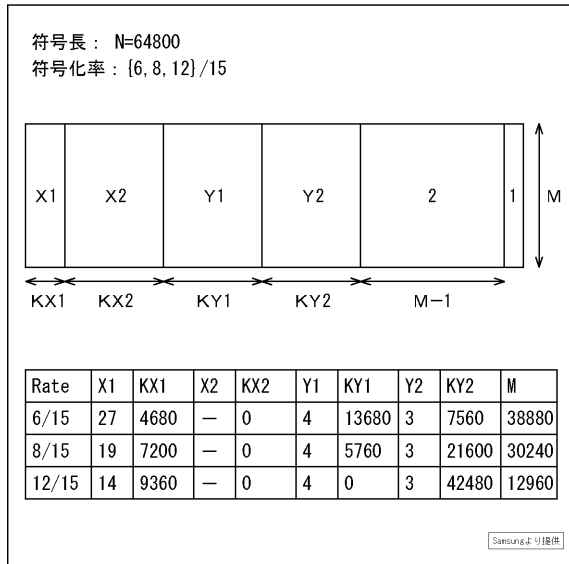 符号長： N=64800
符号化率：{6,8,12}/15
X1 X2 Y1 Y2 2 1 M
KX1 KX2 KY1 KY2 M−1
Rate X1 KX1 X2 KX2 Y1 KY1 Y2 KY2 M
6/15 27 4680 — 0 4 13680 3 7560 38880
8/15 19 7200 — 0 4 5760 3 21600 30240
12/15 14 9360 — 0 4 0 3 42480 12960
Samsungより提供